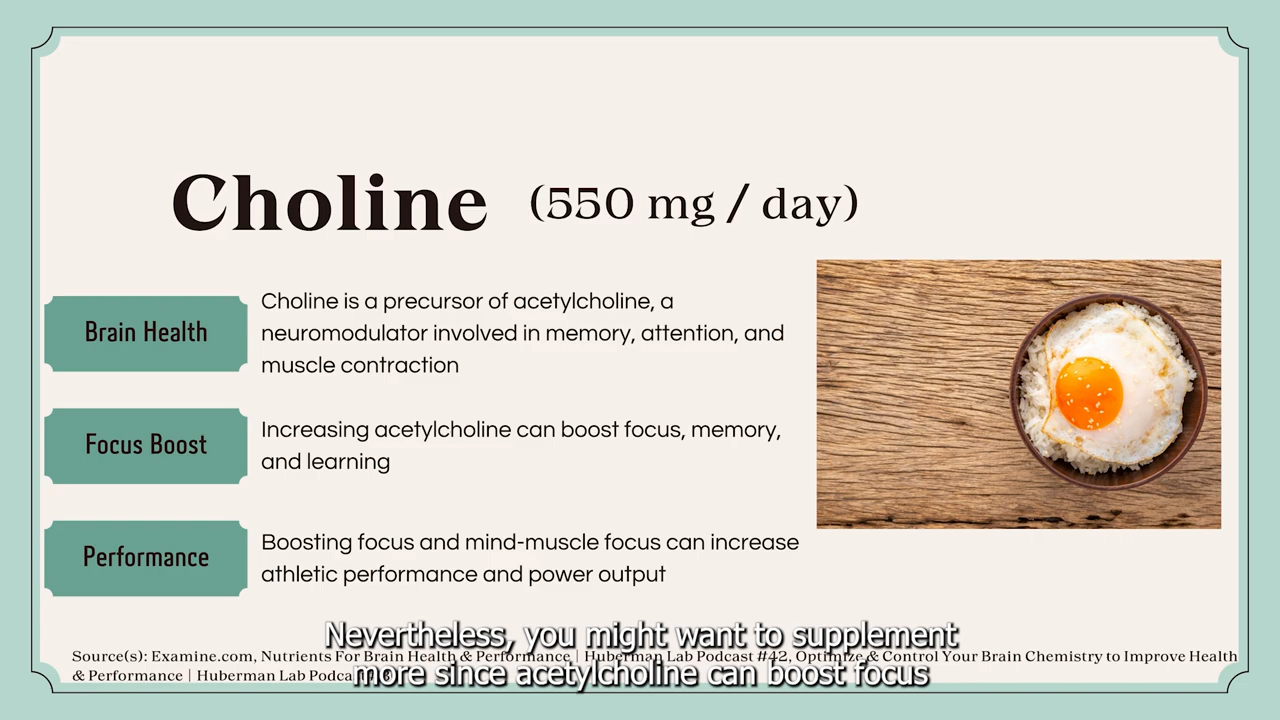 Choline (550 mg / day)
Brain Health
Choline is a precursor of acetylcholine, a
neuromodulator involved in memory, attention, and
muscle contraction
Focus Boost
Increasing acetylcholine can boost focus, memory,
and learning
Performance
Boosting focus and mind-muscle focus can increase
athletic performance and power output
Source(s): Examine.com, Nutrients For Brain Health & Performance | Huberman Lab Podcast #42, Optimize & Control Your Brain Chemistry to Improve Health
& Performance | Huberman Lab
Nevertheless, you might want to supplement
more since acetylcholine can boost focus